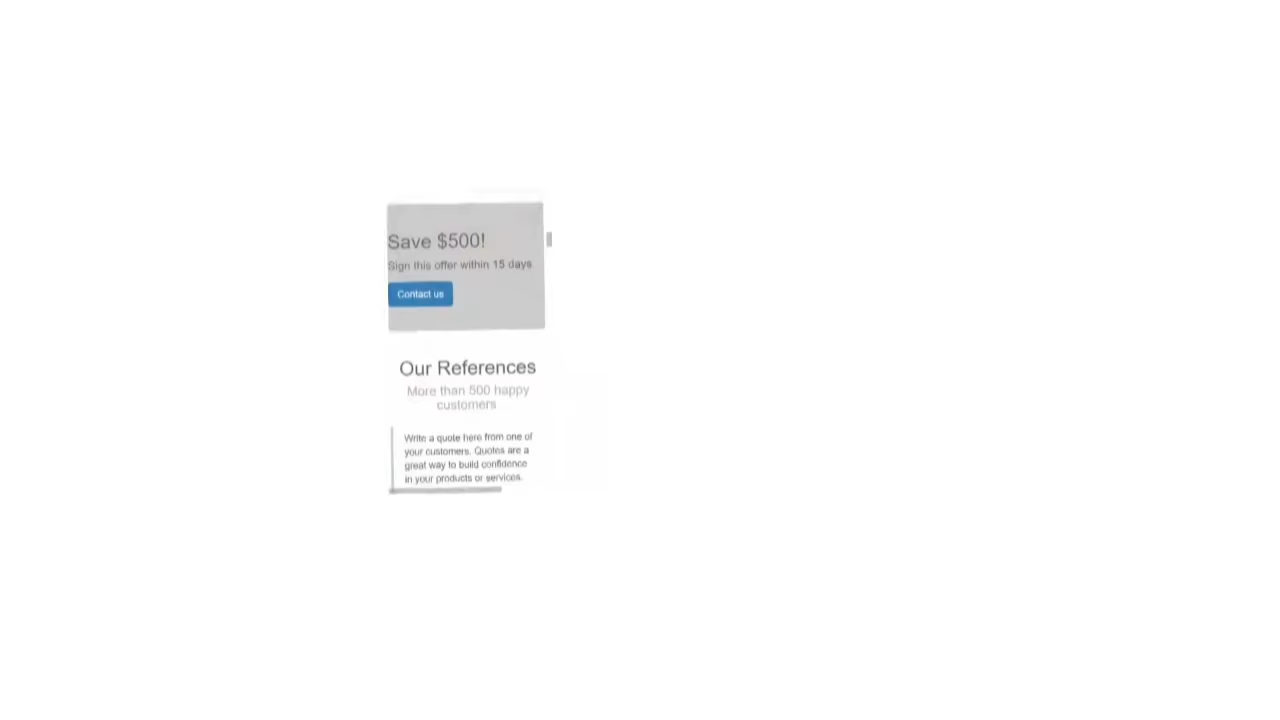 Save $500!
Sign this offer within 15 days
Contact us
Our References
More than 500 happy
customers
Write a quote here from one of
your customers. Quotes are a
great way to build confidence
in your products or services.